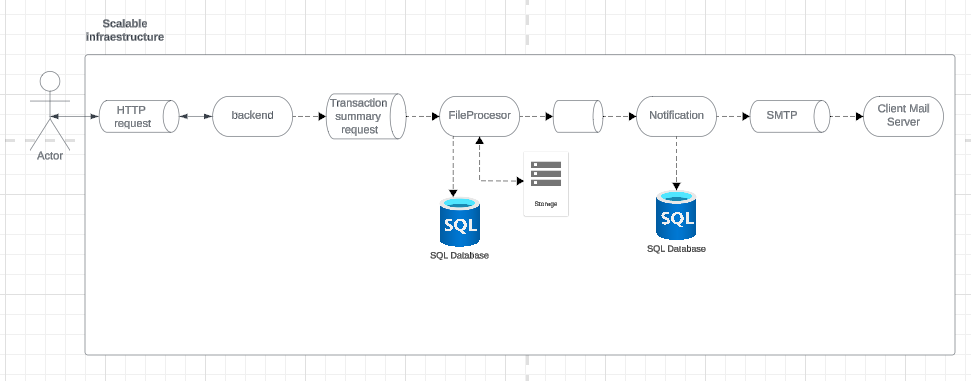 Scalable
infraestructure
HTTP
request
backend
Transaction
summary
request
FileProcesor
Notification
SMTP
Client Mail
Server
Actor
Storage
SQL
SQL Database
SQL
SQL Database